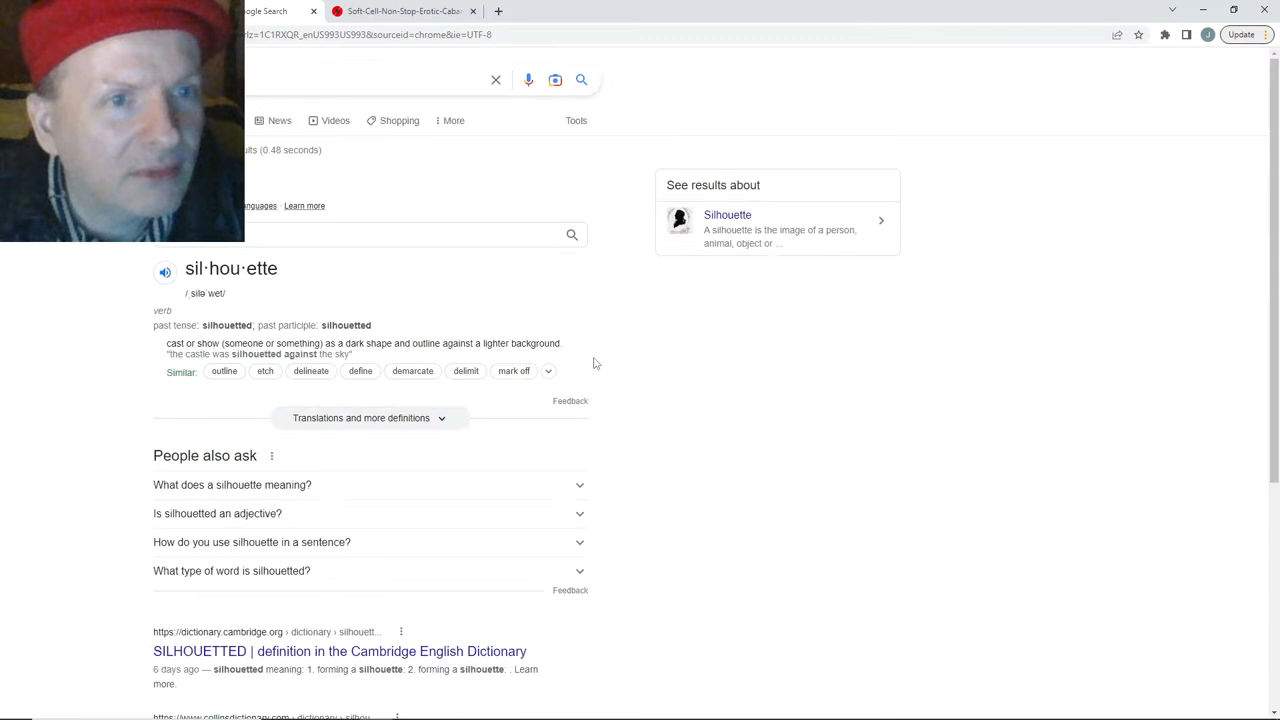 oogle Search
Soft-Cell-Non-Stop-Erotic-Caba
rlz=1C1RXQR_enUS993US993&sourceid=chrome&ie=UTF-8
J
Update
News
Videos
Shopping
More
Tools
ults (0.48 seconds)
anguages · Learn more
See results about
Silhouette
A silhouette is the image of a person,
animal, object or ...
sil·hou·ette
/ˌsiləˈwet/
verb
past tense: silhouetted; past participle: silhouetted
cast or show (someone or something) as a dark shape and outline against a lighter background.
"the castle was silhouetted against the sky"
Similar: outline etch delineate define demarcate delimit mark off
Feedback
Translations and more definitions
People also ask
What does a silhouette meaning?
Is silhouetted an adjective?
How do you use silhouette in a sentence?
What type of word is silhouetted?
Feedback
https://dictionary.cambridge.org › dictionary › silhouett...
SILHOUETTED | definition in the Cambridge English Dictionary
6 days ago — silhouetted meaning: 1. forming a silhouette: 2. forming a silhouette: . Learn
more.
https://www.collinsdictionary.com › dictionary › silhou...